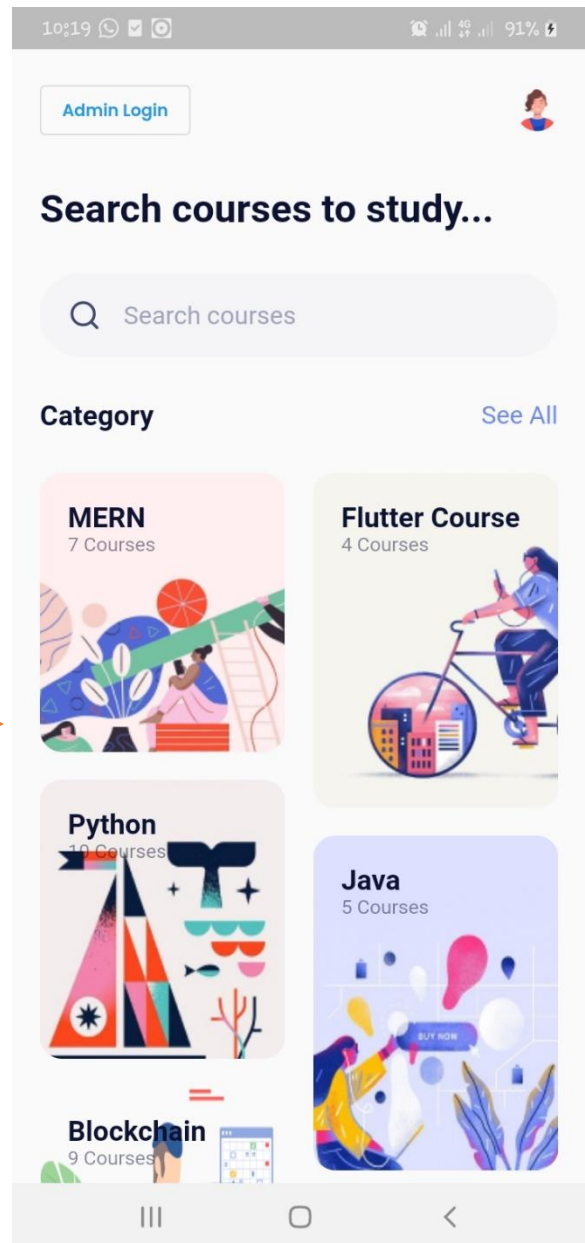 10:19
4G
91%
Admin Login
Search courses to study...
Search courses
Category
See All
MERN
7 Courses
Flutter Course
4 Courses
Python
10 Courses
Java
5 Courses
BUY NOW
Blockchain
9 Courses